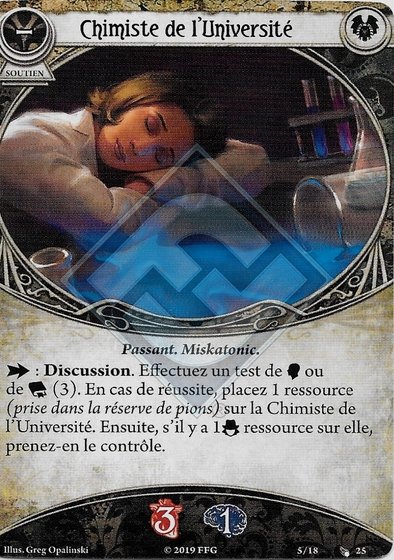 Chimiste de l'Université
SOUTIEN
Passant. Miskatonic.
: Discussion. Effectuez un test de ou
de (3). En cas de réussite, placez 1 ressource
(prise dans la réserve de pions) sur la Chimiste de
l'Université. Ensuite, s'il y a 1 ressource sur elle,
prenez-en le contrôle.
3 1
Illus. Greg Opalinski © 2019 FFG 5/18 25